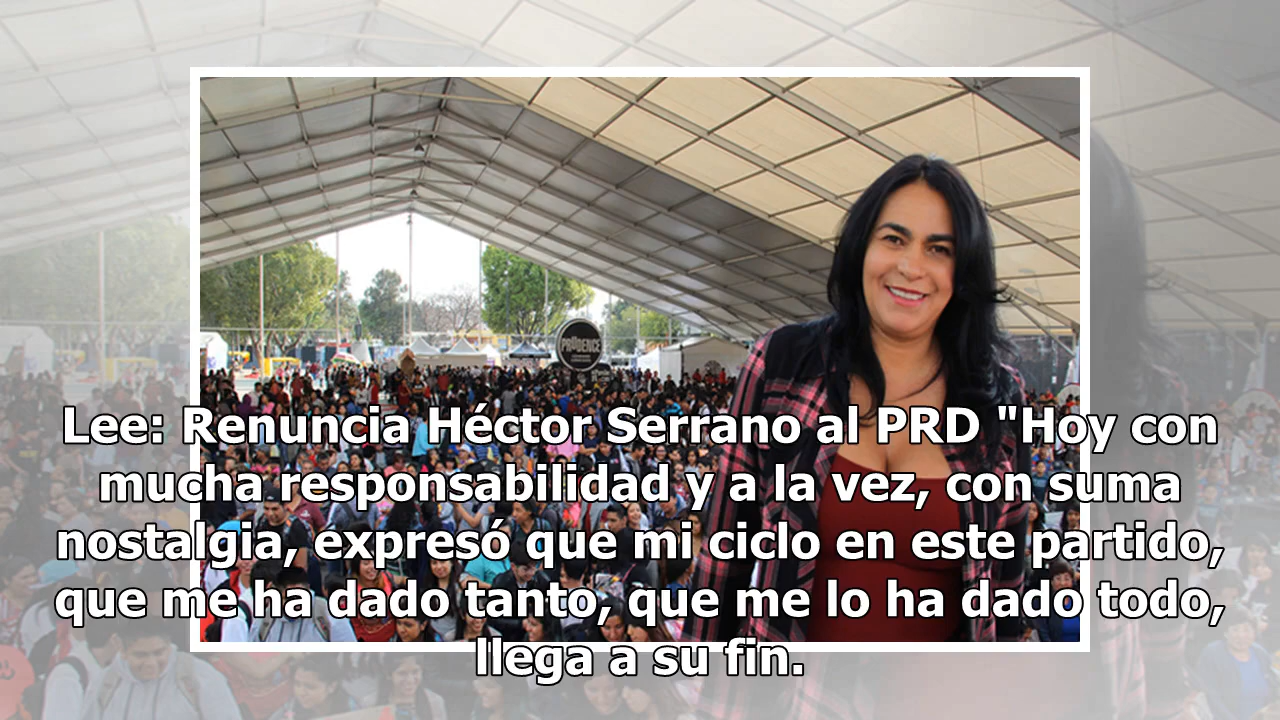 PRUDENCE
Lee: Renuncia Héctor Serrano al PRD "Hoy con
mucha responsabilidad y a la vez, con suma
nostalgia, expresó que mi ciclo en este partido,
que me ha dado tanto, que me lo ha dado todo,
llega a su fin.